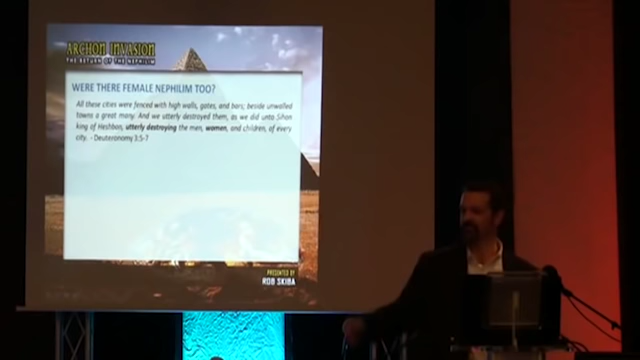 ARCHON INVASION
THE RETURN OF THE NEPHILIM
WERE THERE FEMALE NEPHILIM TOO?
All these cities were fenced with high walls, gates, and bars; beside unwalled
towns a great many. And we utterly destroyed them, as we did unto Sihon
king of Heshbon, utterly destroying the men, women, and children, of every
city. - Deuteronomy 3:5-7
PRESENTED BY
ROB SKIBA